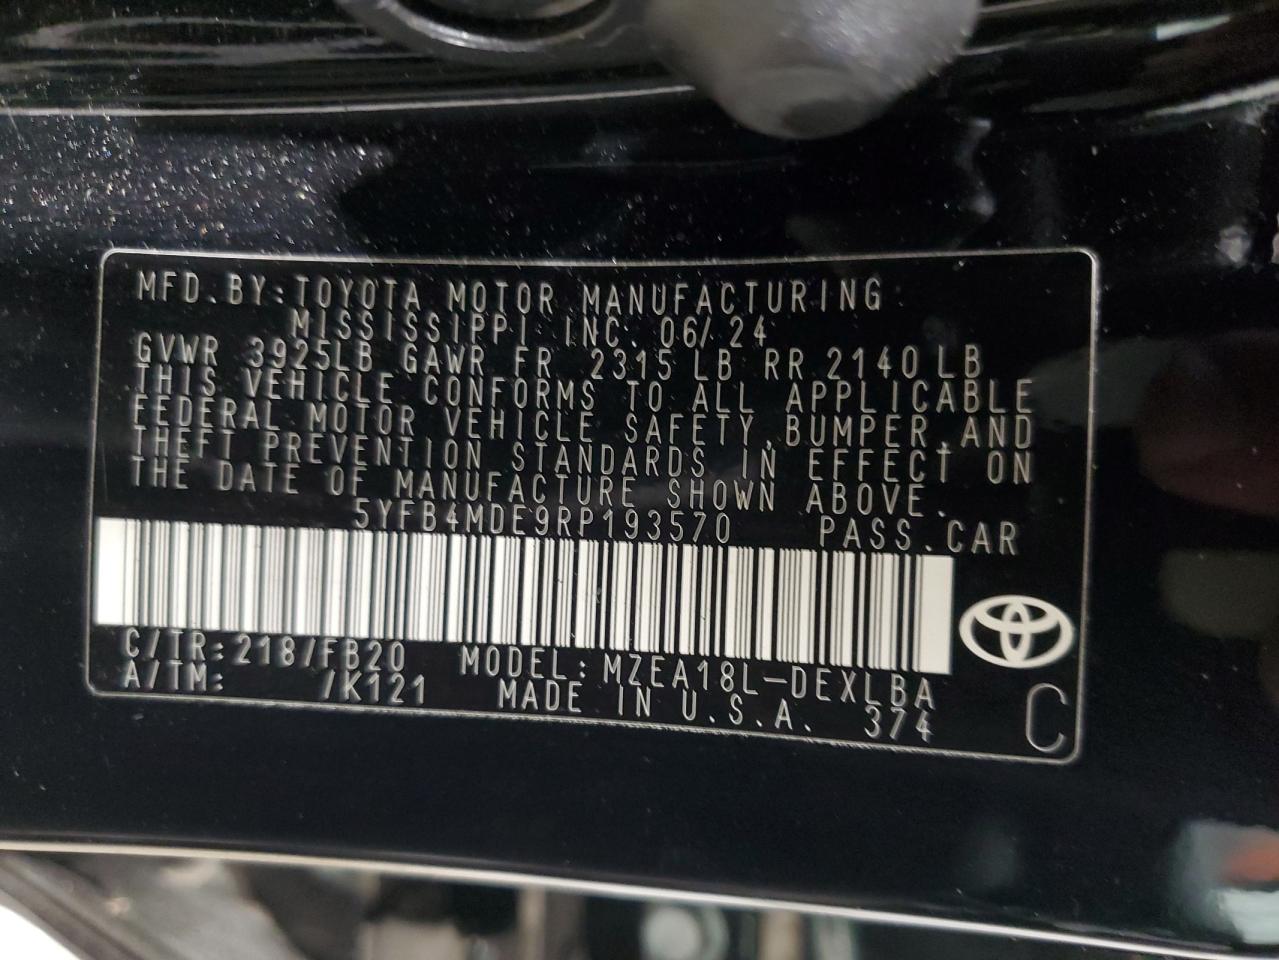 MFD.BY:TOYOTA MOTOR MANUFACTURING
MISSISSIPPI INC. 06/24
GVWR 3925LB GAWR FR 2315 LB RR 2140 LB
THIS VEHICLE CONFORMS TO ALL APPLICABLE
FEDERAL MOTOR VEHICLE SAFETY,BUMPER,AND
THEFT PREVENTION STANDARDS IN EFFECT ON
THE DATE OF MANUFACTURE SHOWN ABOVE.
5YFB4MDE9RP193570 PASS.CAR
C/TR:218/FB20 MODEL:MZEA18L-DEXLBA
A/TM: /K121 MADE IN U.S.A. 374
C